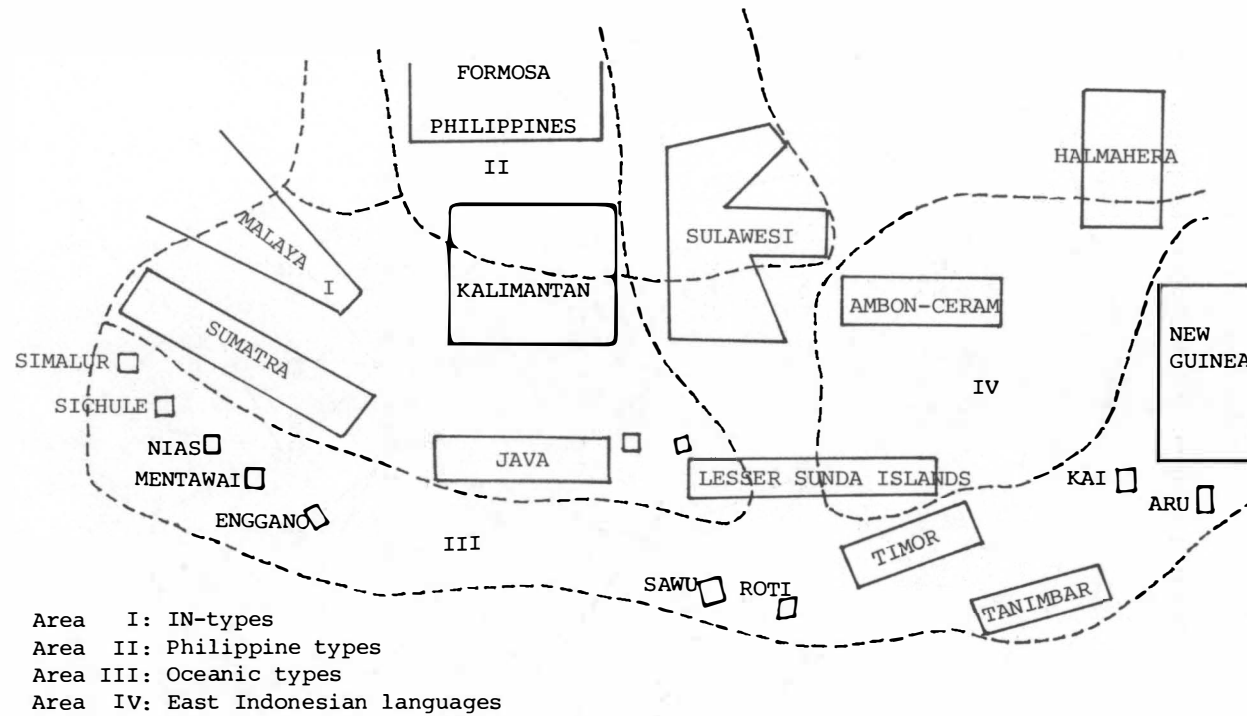 FORMOSA
PHILIPPINES
II
HALMAHERA
MALAYA
I
SULAWESI
KALIMANTAN
AMBON-CERAM
SUMATRA
NEW
GUINEA
SIMALUR
IV
SICHULE
NIAS
JAVA
MENTAWAI
LESSER SUNDA ISLANDS
KAI
ARU
ENGGANO
III
TIMOR
SAWU
ROTI
TANIMBAR
Area I: IN-types
Area II: Philippine types
Area III: Oceanic types
Area IV: East Indonesian languages